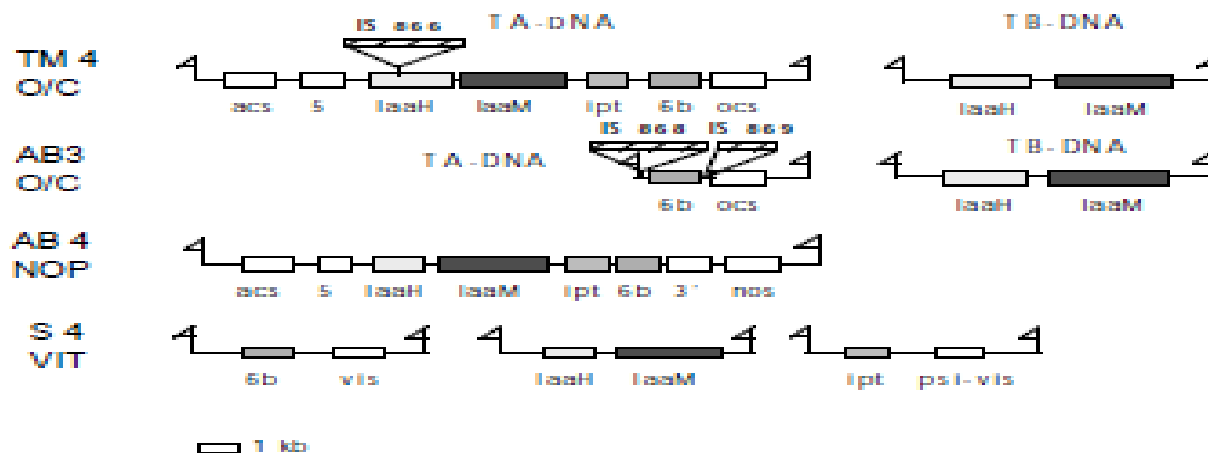 IS 866 TA-DNA TB-DNA
TM 4
O/C
acs 5 IaaH IaaM ipt 6b ocs IaaH IaaM
IS 868 IS 869
AB3
O/C
TA-DNA TB-DNA
6b ocs IaaH IaaM
AB 4
NOP
acs 5 IaaH IaaM ipt 6b 3' nos
S 4
VIT
6b vis IaaH IaaM ipt psi-vis
1 kb